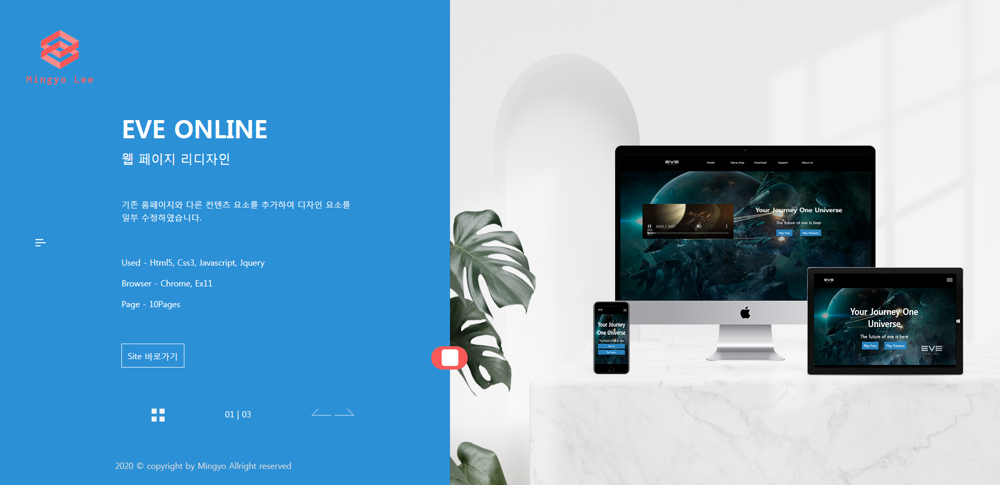 Mingyo Lee
EVE ONLINE
웹 페이지 리디자인
기존 홈페이지와 다른 컨텐츠 요소를 추가하여 디자인 요소를
일부 수정하였습니다.
Used - Html5, Css3, Javascript, Jquery
Browser - Chrome, Ex11
Page - 10Pages
Site 바로가기
01 | 03
2020 © copyright by Mingyo Allright reserved
EVE
ONLINE
Article
Game shop
Download
Support
About Us
Your Journey One Universe
The future of eve is here
Play Free
Play Premium
0:02 / 3:07
EVE
Your Journey
One Universe
The future of eve is here
Play Free
Play Premium
EVE
Your Journey One
Universe
The future of eve is here
Play Free
Play Primium
EVE
ONLINE